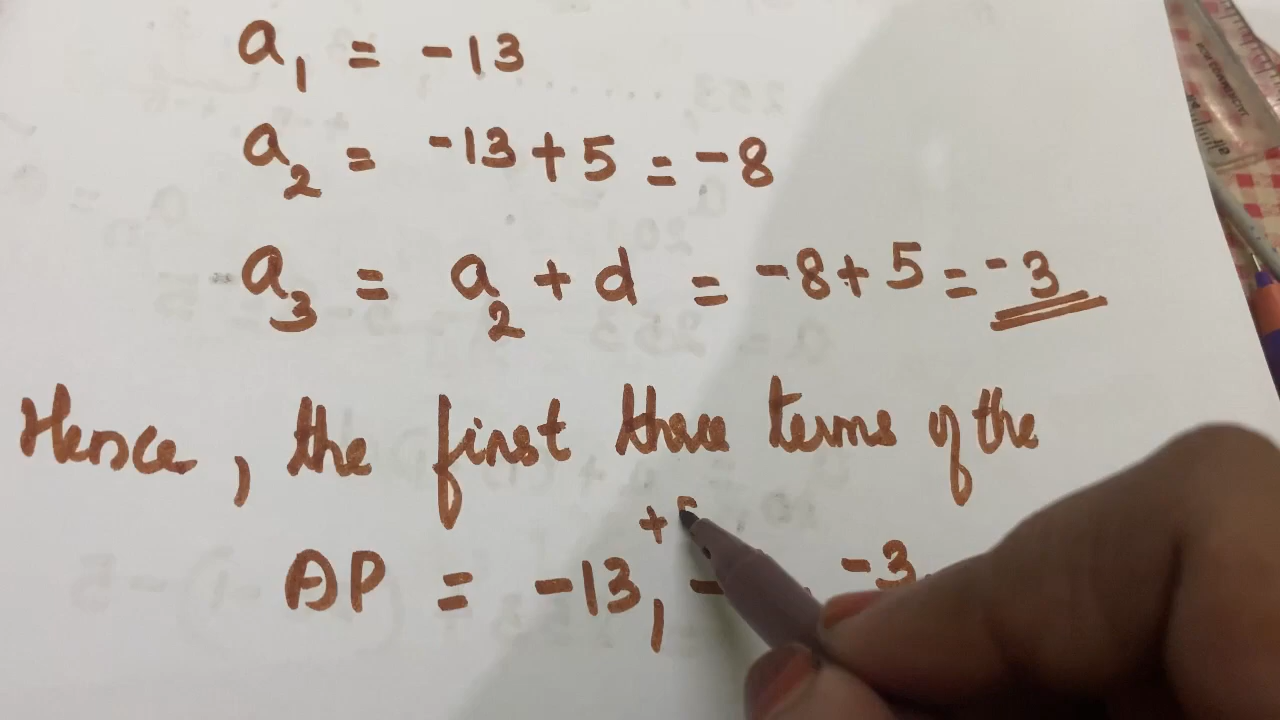 a₁ = -13
a₂ = -13 + 5 = -8
a₃ = a₂ + d = -8 + 5 = -3
Hence, the first three terms of the
+
AP = -13, - -3